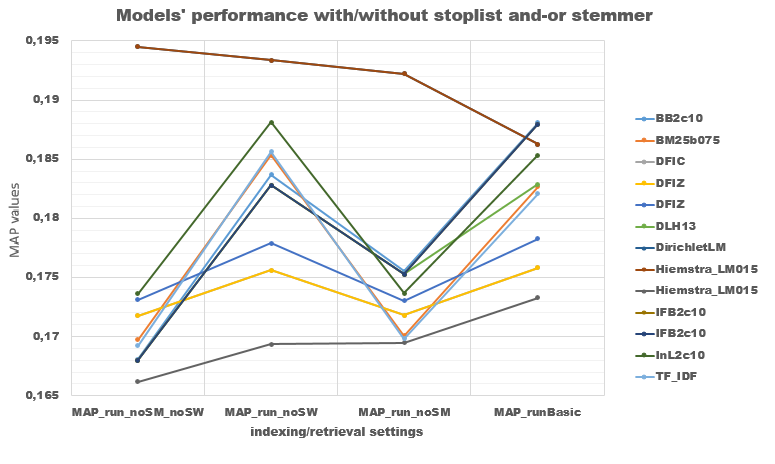 Models' performance with/without stoplist and-or stemmer
0,195
0,19
0,185
0,18
0,175
0,17
0,165
MAP values
MAP_run_noSM_noSW
MAP_run_noSW
MAP_run_noSM
MAP_runBasic
indexing/retrieval settings
BB2c10
BM25b075
DFIC
DFIZ
DFIZ
DLH13
DirichletLM
Hiemstra_LM015
Hiemstra_LM015
IFB2c10
IFB2c10
InL2c10
TF_IDF